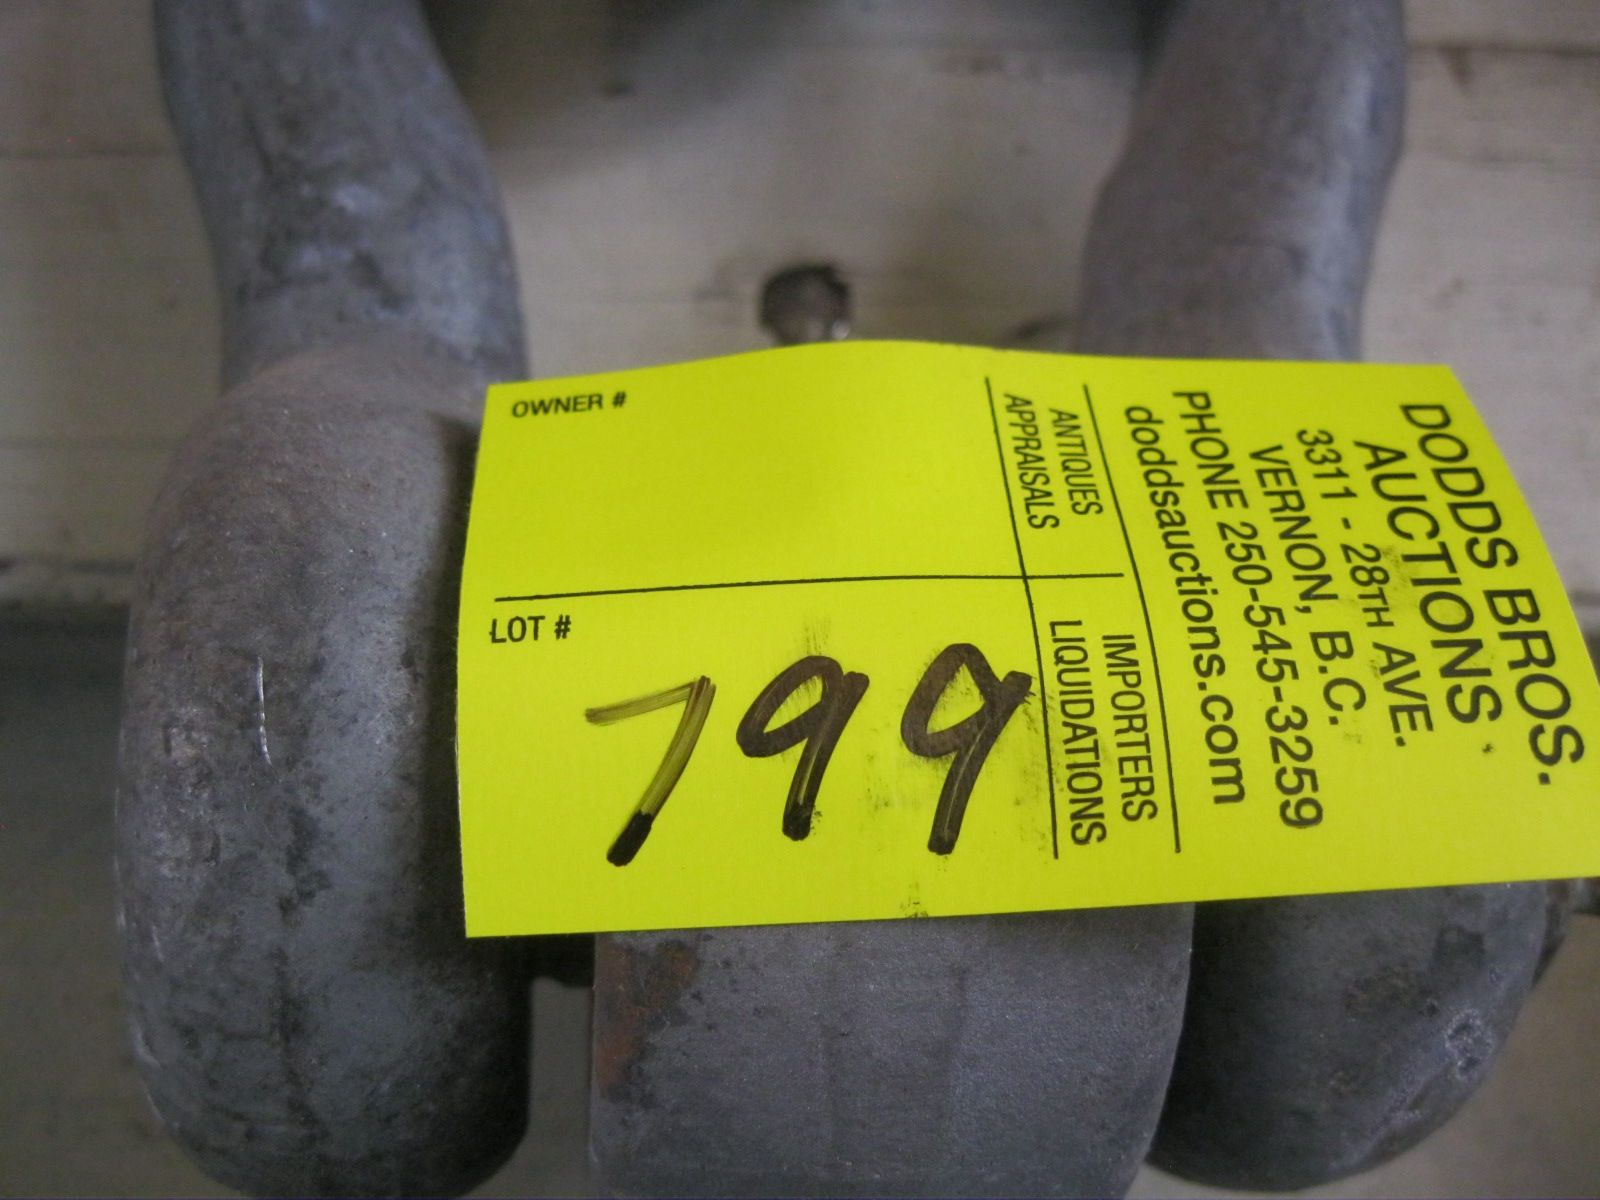 OWNER #
LOT #
799
ANTIQUES
APPRAISALS
IMPORTERS
LIQUIDATIONS
DODDS BROS.
AUCTIONS
3311 - 28TH AVE.
VERNON, B.C.
PHONE 250-545-3259
doddsauctions.com